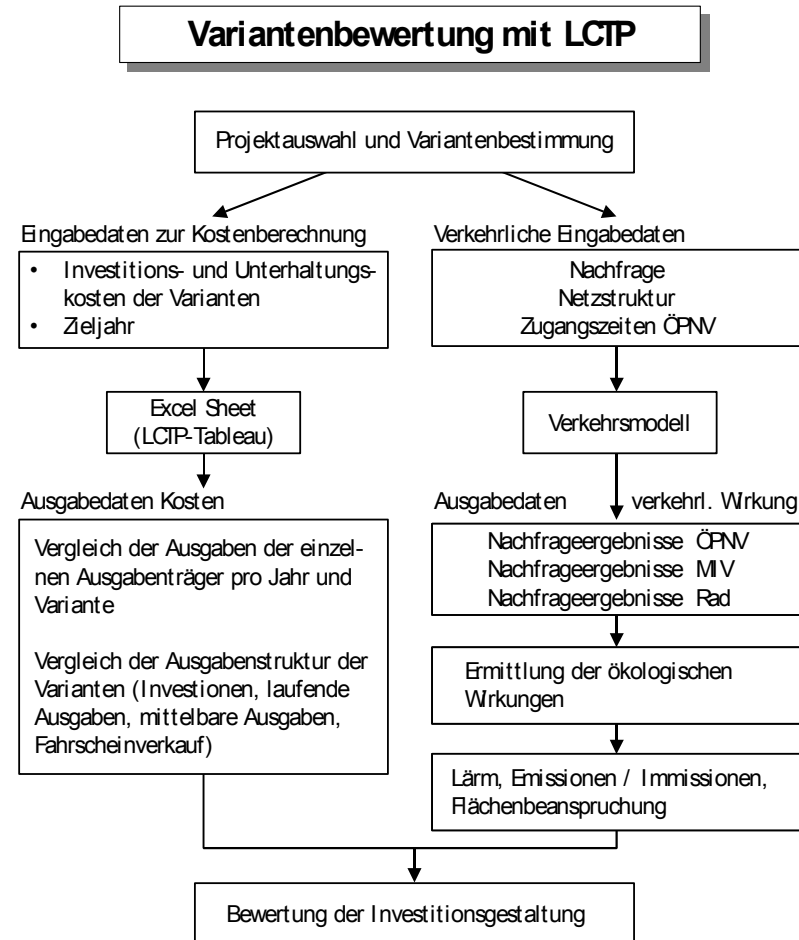 Variantenbewertung mit LCTP
Projektauswahl und Variantenbestimmung
Eingabedaten zur Kostenberechnung
• Investitions- und Unterhaltungs-
kosten der Varianten
• Zieljahr
Excel Sheet
(LCTP-Tableau)
Ausgabedaten Kosten
Vergleich der Ausgaben der einzel-
nen Ausgabenträger pro Jahr und
Variante
Vergleich der Ausgabenstruktur der
Varianten (Investionen, laufende
Ausgaben, mittelbare Ausgaben,
Fahrscheinverkauf)
Verkehrliche Eingabedaten
Nachfrage
Netzstruktur
Zugangszeiten ÖPNV
Verkehrsmodell
Ausgabedaten verkehrl. Wirkung
Nachfrageergebnisse ÖPNV
Nachfrageergebnisse MIV
Nachfrageergebnisse Rad
Ermittlung der ökologischen
Wirkungen
Lärm, Emissionen / Immissionen,
Flächenbeanspruchung
Bewertung der Investitionsgestaltung